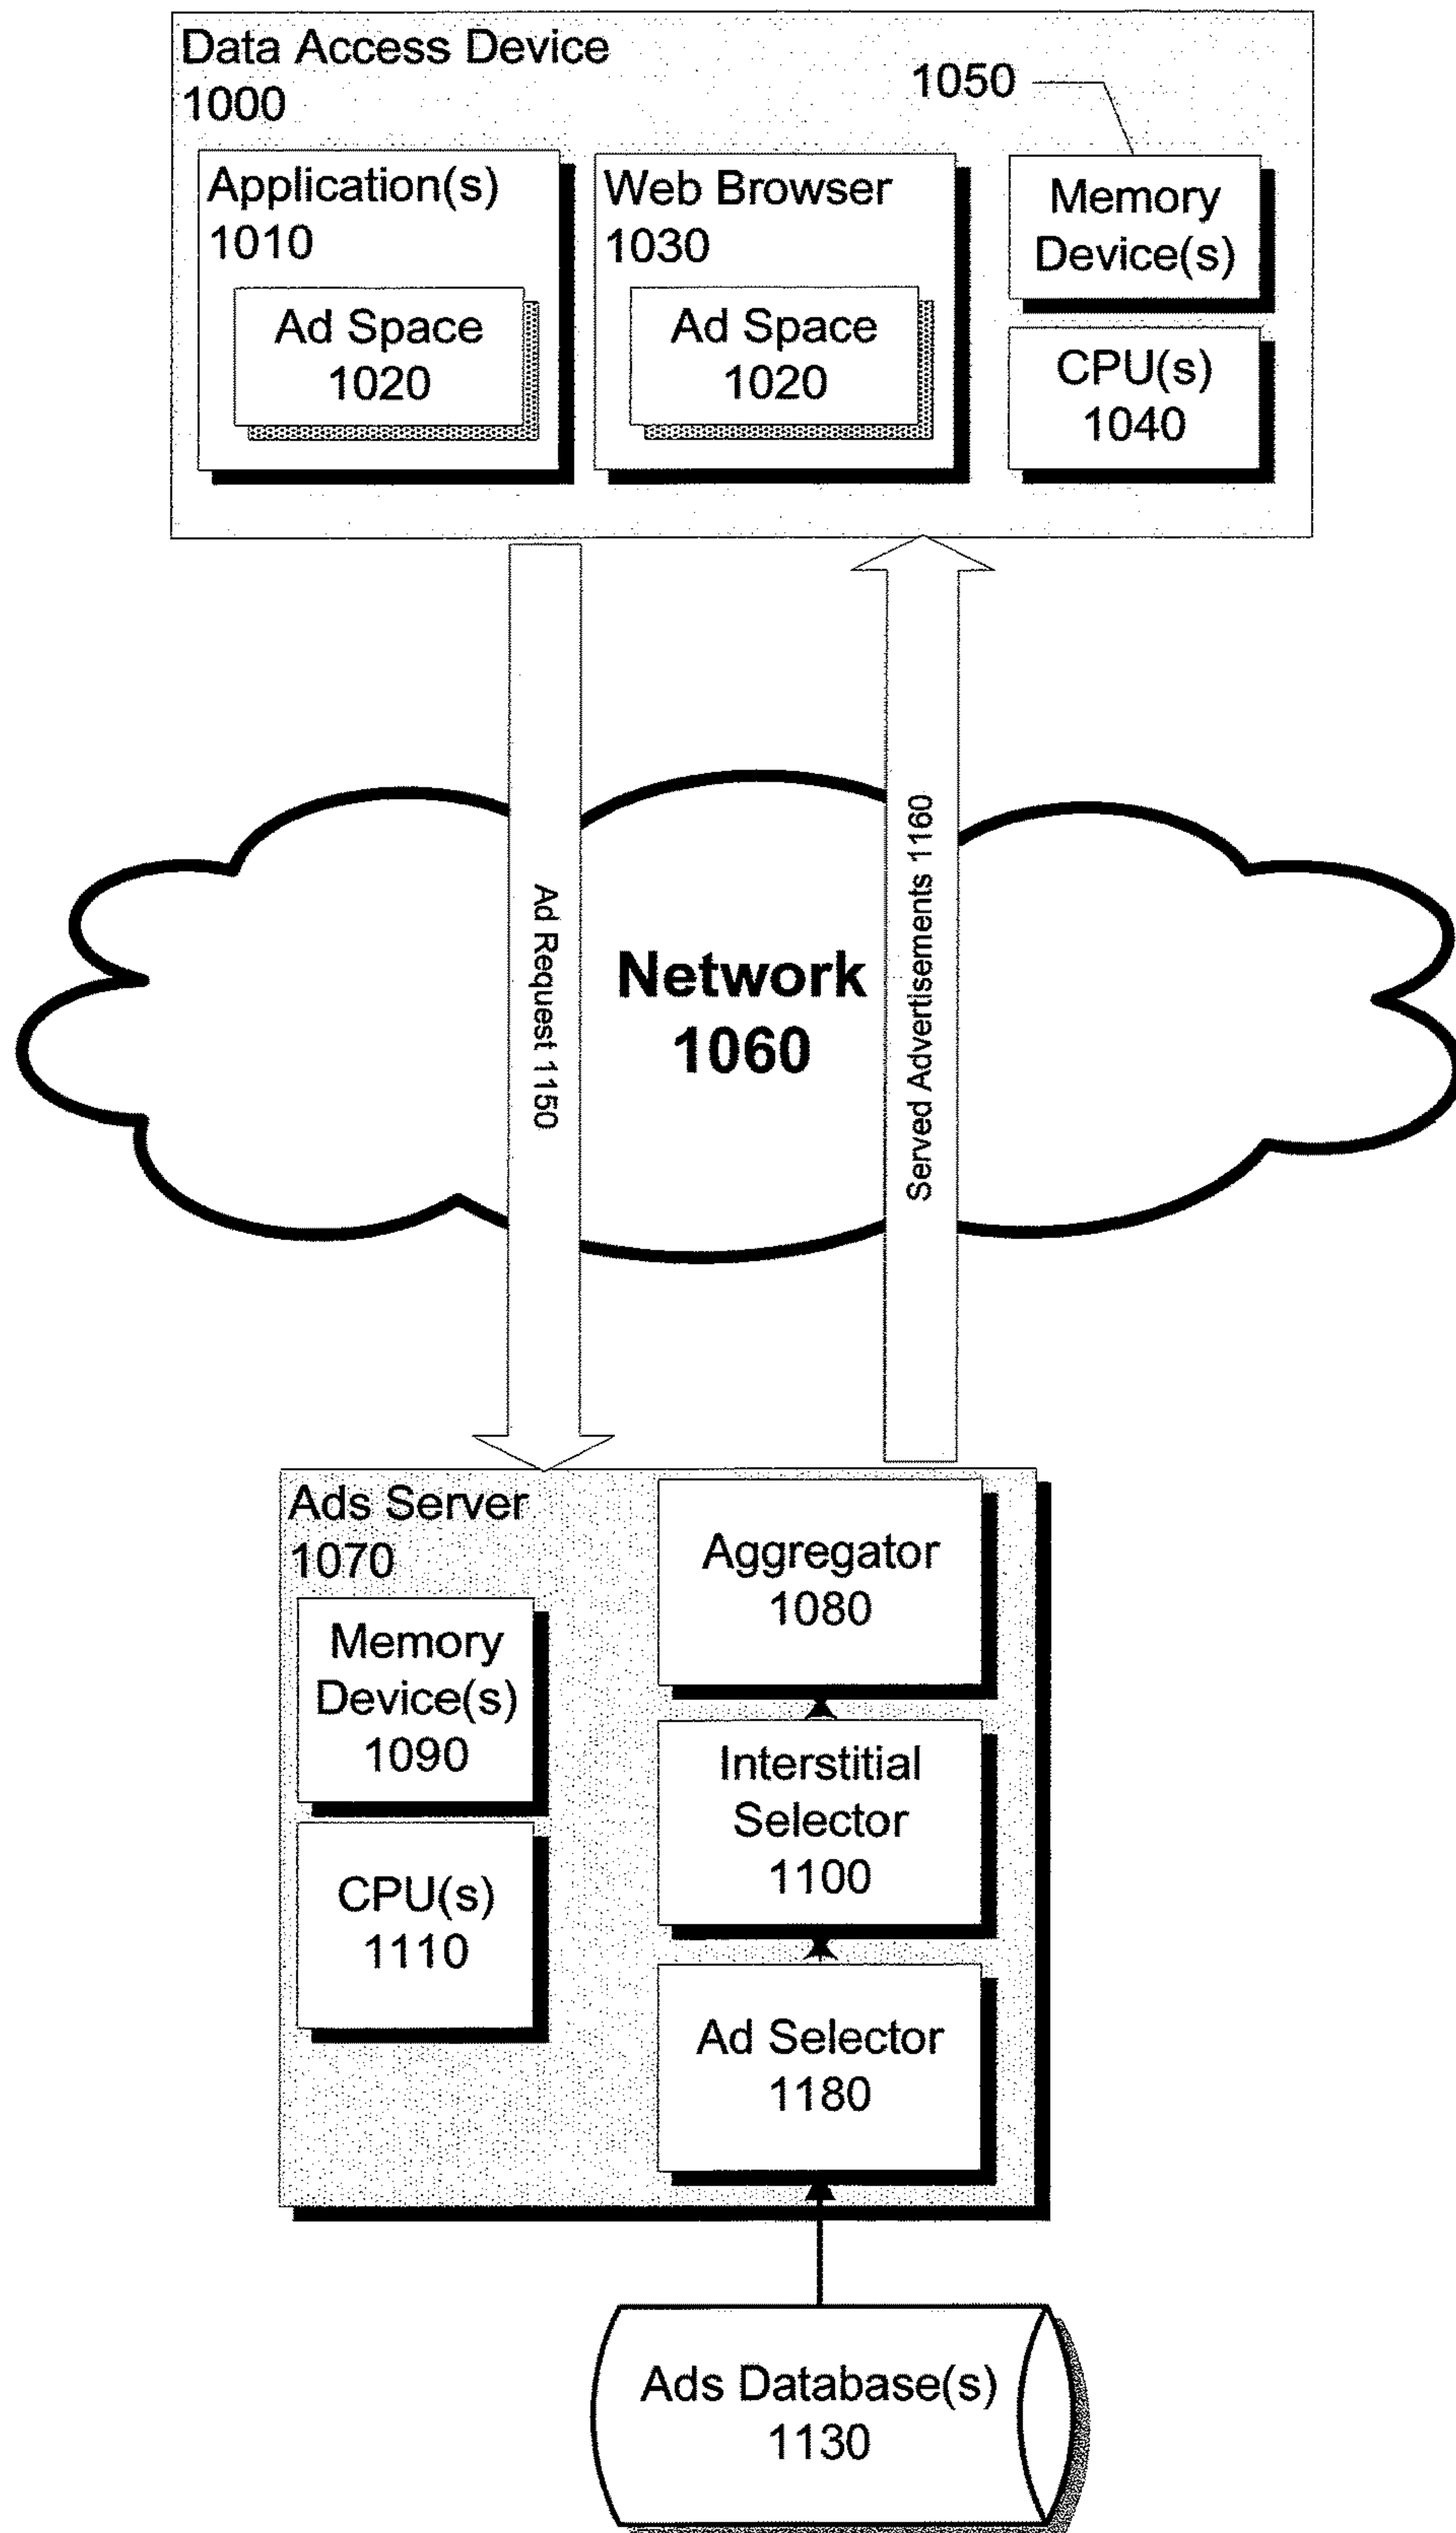 Data Access Device
1000
1050
Application(s)
1010
Ad Space
1020
Web Browser
1030
Ad Space
1020
Memory
Device(s)
CPU(s)
1040
Ad Request 1150
Network
1060
Served Advertisements 1160
Ads Server
1070
Memory
Device(s)
1090
CPU(s)
1110
Aggregator
1080
Interstitial
Selector
1100
Ad Selector
1180
Ads Database(s)
1130